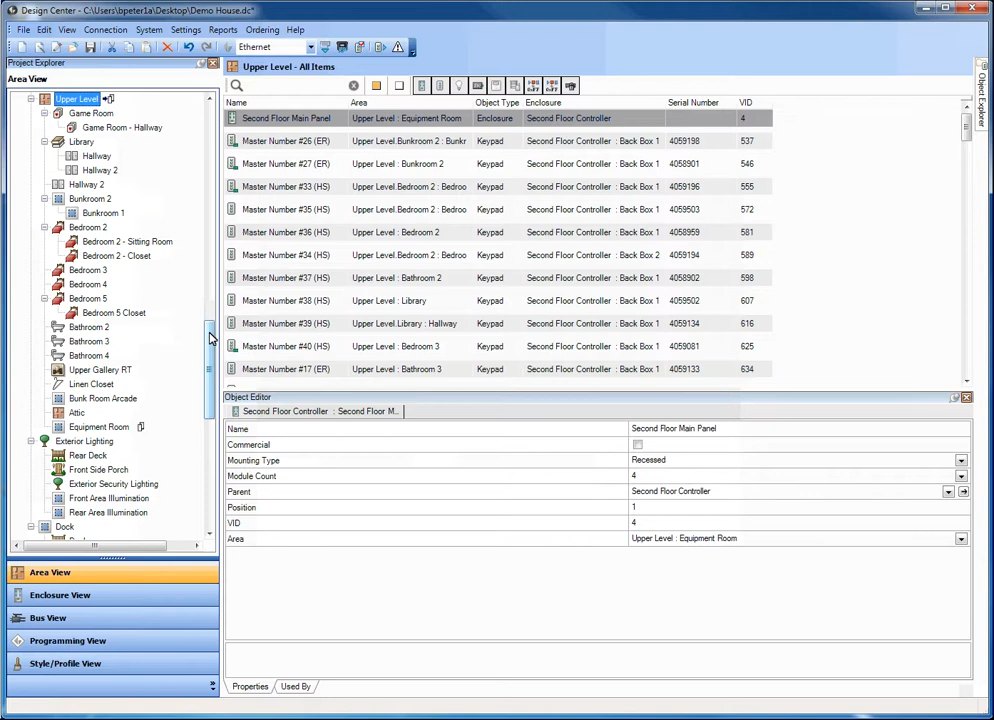 Design Center - C:\Users\bpeter1a\Desktop\Demo House.dc*
File Edit View Connection System Settings Reports Ordering Help
Ethernet
Project Explorer
Area View
Upper Level
Game Room
Game Room - Hallway
Library
Hallway
Hallway 2
Hallway 2
Bunkroom 2
Bunkroom 1
Bedroom 2
Bedroom 2 - Sitting Room
Bedroom 2 - Closet
Bedroom 3
Bedroom 4
Bedroom 5
Bedroom 5 Closet
Bathroom 2
Bathroom 3
Bathroom 4
Upper Gallery RT
Linen Closet
Bunk Room Arcade
Attic
Equipment Room
Exterior Lighting
Rear Deck
Front Side Porch
Exterior Security Lighting
Front Area Illumination
Rear Area Illumination
Dock
Area View
Enclosure View
Bus View
Programming View
Style/Profile View
Upper Level - All Items
Name Area Object Type Enclosure Serial Number VID
Second Floor Main Panel Upper Level : Equipment Room Enclosure Second Floor Controller 4
Master Number #26 (ER) Upper Level.Bunkroom 2 : Bunkr Keypad Second Floor Controller : Back Box 1 4059198 537
Master Number #27 (ER) Upper Level : Bunkroom 2 Keypad Second Floor Controller : Back Box 1 4058901 546
Master Number #33 (HS) Upper Level.Bedroom 2 : Bedroo Keypad Second Floor Controller : Back Box 1 4059196 555
Master Number #35 (HS) Upper Level.Bedroom 2 : Bedroo Keypad Second Floor Controller : Back Box 1 4059503 572
Master Number #36 (HS) Upper Level : Bedroom 2 Keypad Second Floor Controller : Back Box 1 4058959 581
Master Number #34 (HS) Upper Level.Bedroom 2 : Bedroo Keypad Second Floor Controller : Back Box 2 4059194 589
Master Number #37 (HS) Upper Level : Bathroom 2 Keypad Second Floor Controller : Back Box 1 4058902 598
Master Number #38 (HS) Upper Level : Library Keypad Second Floor Controller : Back Box 1 4059502 607
Master Number #39 (HS) Upper Level.Library : Hallway Keypad Second Floor Controller : Back Box 1 4059134 616
Master Number #40 (HS) Upper Level : Bedroom 3 Keypad Second Floor Controller : Back Box 1 4059081 625
Master Number #17 (ER) Upper Level : Bathroom 3 Keypad Second Floor Controller : Back Box 1 4059133 634
Object Editor
Second Floor Controller : Second Floor M...
Name Second Floor Main Panel
Commercial
Mounting Type Recessed
Module Count 4
Parent Second Floor Controller
Position 1
VID 4
Area Upper Level : Equipment Room
Properties Used By
Object Explorer